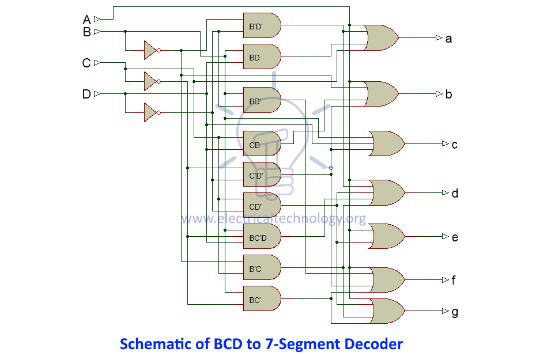 A
B
C
D
B'D'
BD
BD'
CD
C'D'
CD'
BC'D
B'C
BC'
a
b
c
d
e
f
g
www.electricaltechnology.org
Schematic of BCD to 7-Segment Decoder